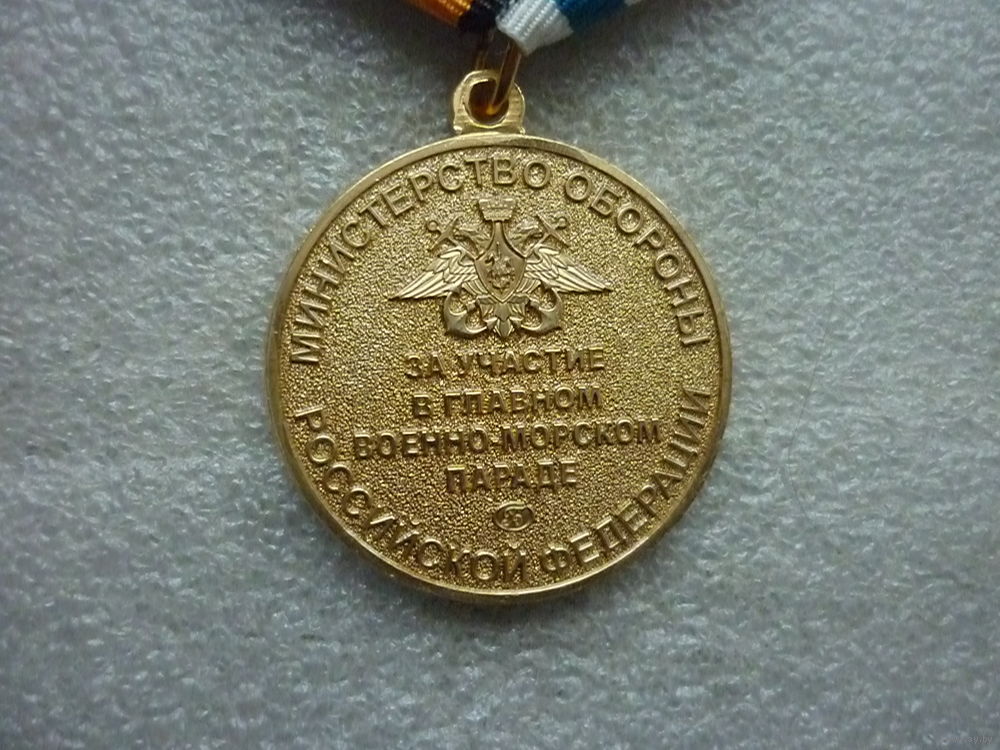 МИНИСТЕРСТВО ОБОРОНЫ
ЗА УЧАСТИЕ
В ГЛАВНОМ
ВОЕННО-МОРСКОМ
ПАРАДЕ
РОССИЙСКОЙ ФЕДЕРАЦИИ